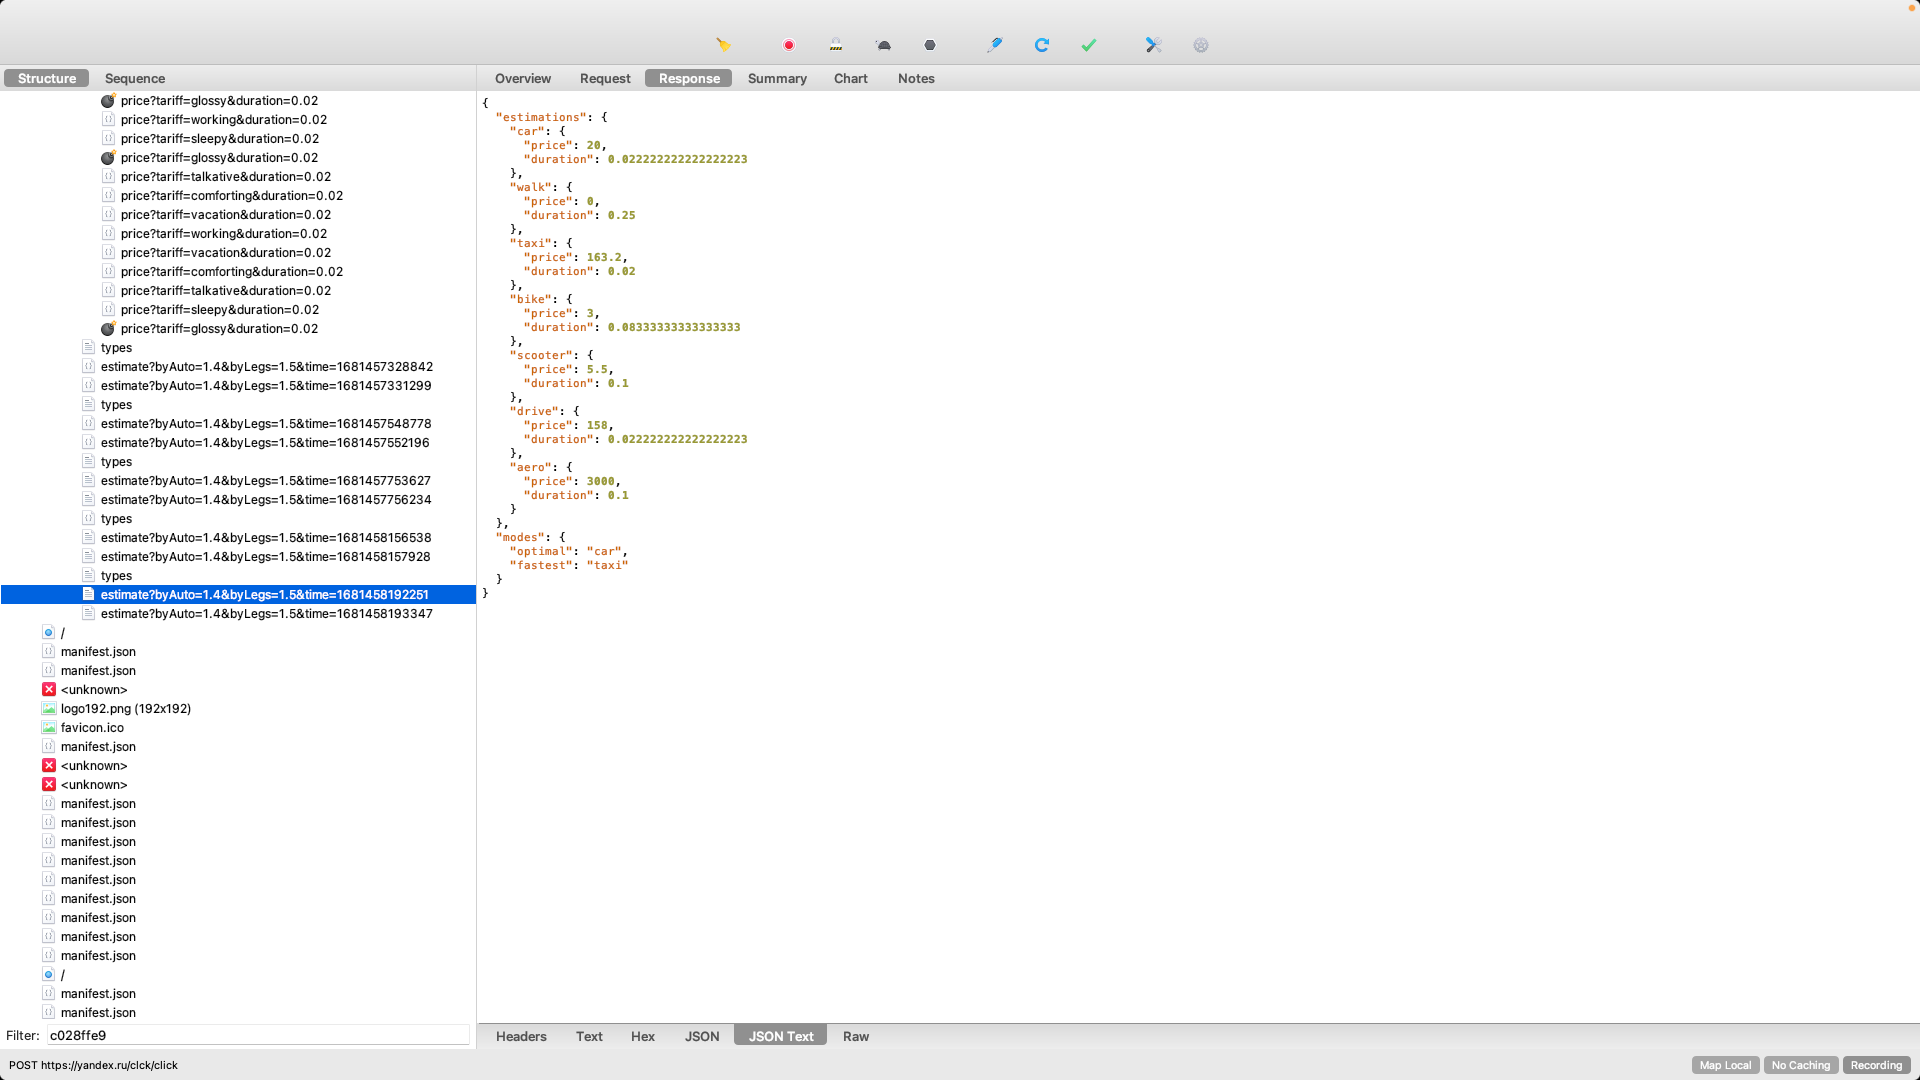 Structure
Sequence
price?tariff=glossy&duration=0.02
price?tariff=working&duration=0.02
price?tariff=sleepy&duration=0.02
price?tariff=glossy&duration=0.02
price?tariff=talkative&duration=0.02
price?tariff=comforting&duration=0.02
price?tariff=vacation&duration=0.02
price?tariff=working&duration=0.02
price?tariff=vacation&duration=0.02
price?tariff=comforting&duration=0.02
price?tariff=talkative&duration=0.02
price?tariff=sleepy&duration=0.02
price?tariff=glossy&duration=0.02
types
estimate?byAuto=1.4&byLegs=1.5&time=1681457328842
estimate?byAuto=1.4&byLegs=1.5&time=1681457331299
types
estimate?byAuto=1.4&byLegs=1.5&time=1681457548778
estimate?byAuto=1.4&byLegs=1.5&time=1681457552196
types
estimate?byAuto=1.4&byLegs=1.5&time=1681457753627
estimate?byAuto=1.4&byLegs=1.5&time=1681457756234
types
estimate?byAuto=1.4&byLegs=1.5&time=1681458156538
estimate?byAuto=1.4&byLegs=1.5&time=1681458157928
types
estimate?byAuto=1.4&byLegs=1.5&time=1681458192251
estimate?byAuto=1.4&byLegs=1.5&time=1681458193347
/
manifest.json
manifest.json
<unknown>
logo192.png (192x192)
favicon.ico
manifest.json
<unknown>
<unknown>
manifest.json
manifest.json
manifest.json
manifest.json
manifest.json
manifest.json
manifest.json
manifest.json
manifest.json
/
manifest.json
manifest.json
Filter: c028ffe9
Overview
Request
Response
Summary
Chart
Notes
{
"estimations": {
"car": {
"price": 20,
"duration": 0.022222222222222223
},
"walk": {
"price": 0,
"duration": 0.25
},
"taxi": {
"price": 163.2,
"duration": 0.02
},
"bike": {
"price": 3,
"duration": 0.08333333333333333
},
"scooter": {
"price": 5.5,
"duration": 0.1
},
"drive": {
"price": 158,
"duration": 0.022222222222222223
},
"aero": {
"price": 3000,
"duration": 0.1
}
},
"modes": {
"optimal": "car",
"fastest": "taxi"
}
}
Headers
Text
Hex
JSON
JSON Text
Raw
POST https://yandex.ru/clck/click
Map Local
No Caching
Recording